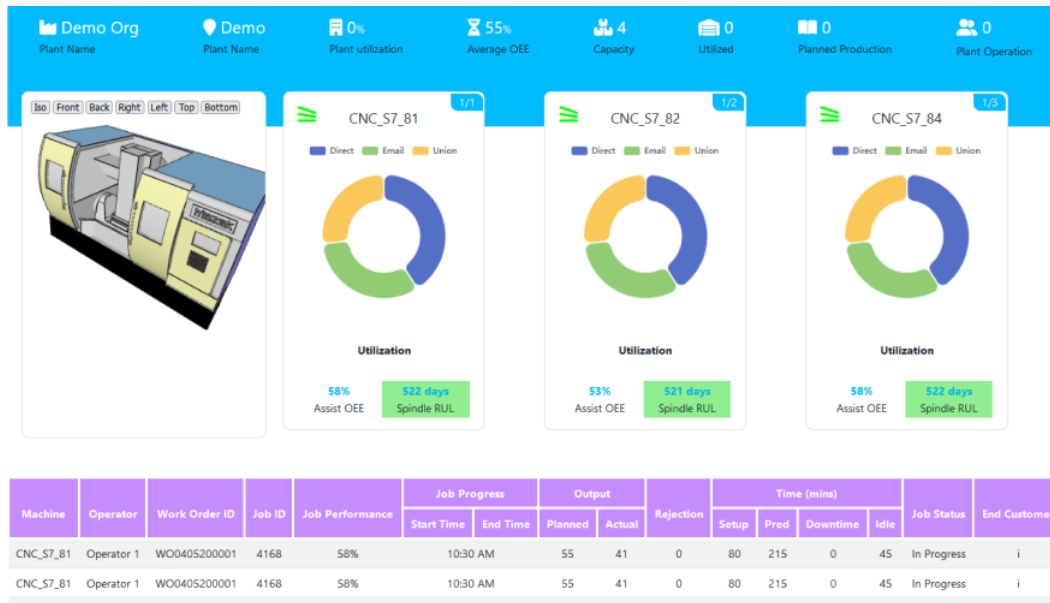 Demo Org
Demo
0%
55%
4
0
0
0
Plant Name
Plant Name
Plant utilization
Average OEE
Capacity
Utilized
Planned Production
Plant Operation
Iso Front Back Right Left Top Bottom
1/1
CNC_S7_81
Direct Email Union
Utilization
58%
522 days
Assist OEE
Spindle RUL
1/2
CNC_S7_82
Direct Email Union
Utilization
53%
521 days
Assist OEE
Spindle RUL
1/3
CNC_S7_84
Direct Email Union
Utilization
58%
522 days
Assist OEE
Spindle RUL
Job Progress Output Time (mins)
Machine Operator Work Order ID Job ID Job Performance Rejection Job Status End Custome
Start Time End Time Planned Actual Setup Pred Downtime Idle
CNC_S7_81 Operator 1 WO0405200001 4168 58% 10:30 AM 55 41 0 80 215 0 45 In Progress i
CNC_S7_81 Operator 1 WO0405200001 4168 58% 10:30 AM 55 41 0 80 215 0 45 In Progress i